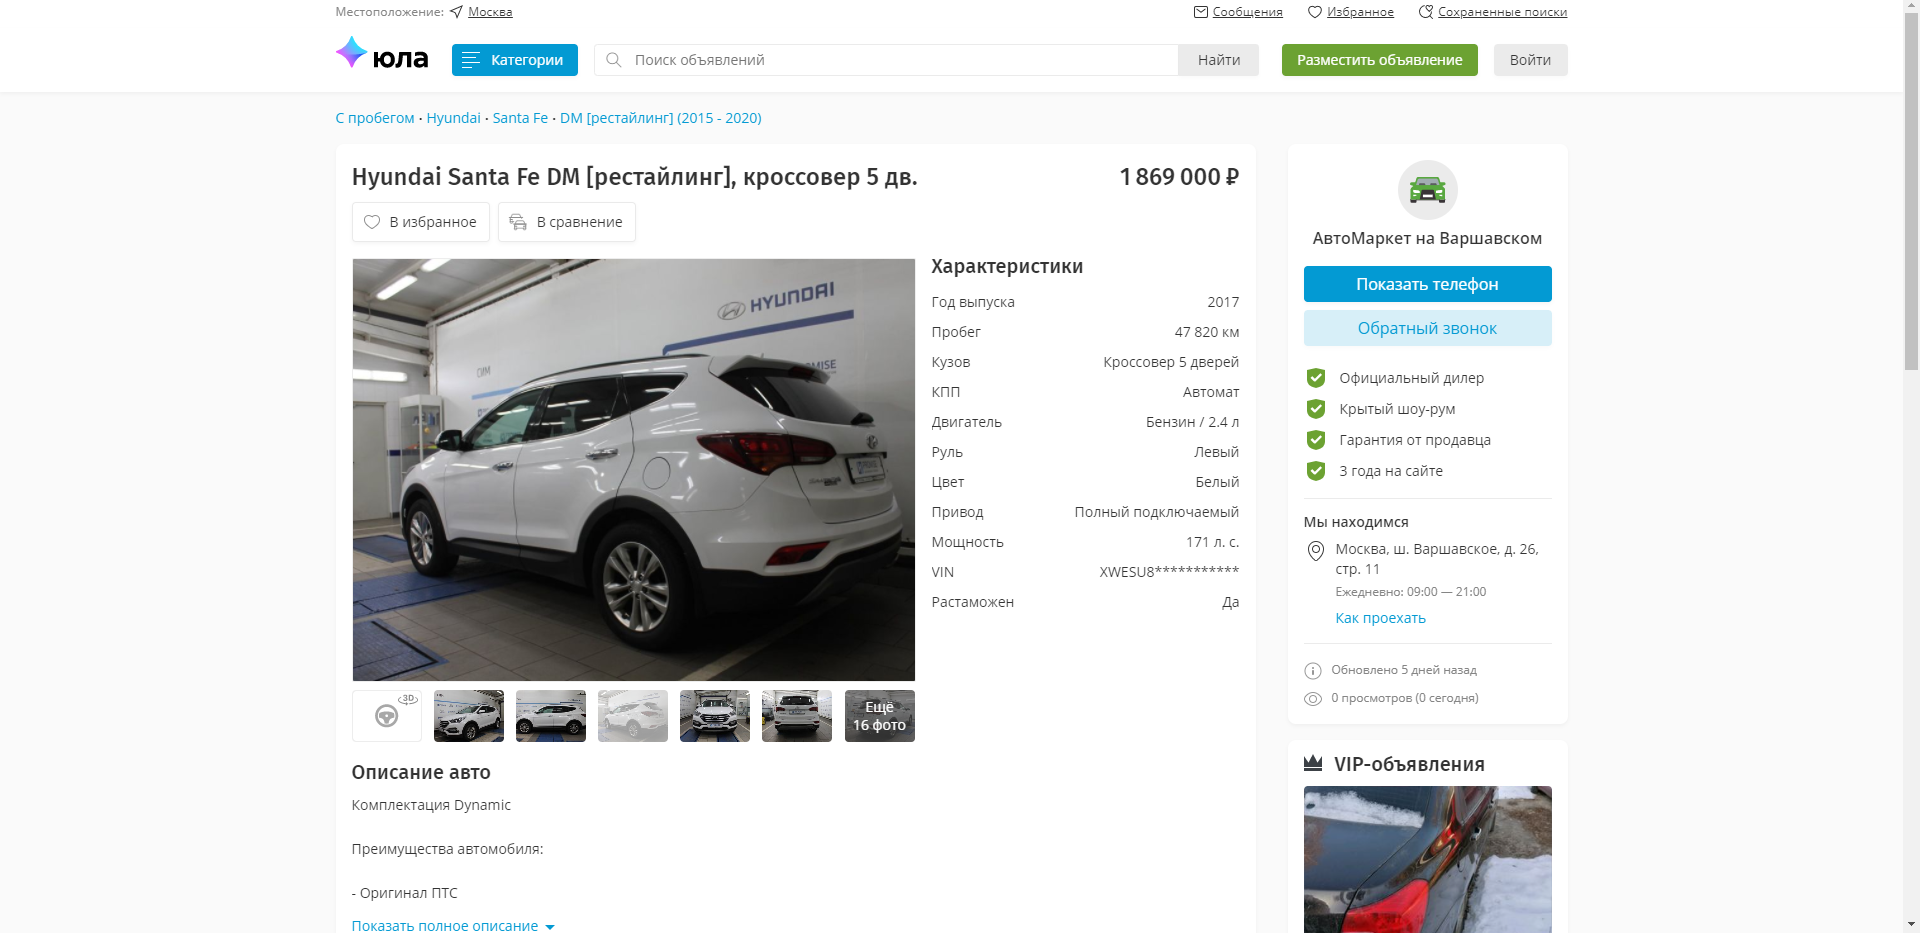 Местоположение: Москва
Сообщения Избранное Сохраненные поиски
юла Категории Поиск объявлений Найти Разместить объявление Войти
С пробегом · Hyundai · Santa Fe · DM [рестайлинг] (2015 - 2020)
Hyundai Santa Fe DM [рестайлинг], кроссовер 5 дв. 1 869 000 ₽
В избранное В сравнение
HYUNDAI
Характеристики
Год выпуска 2017
Пробег 47 820 км
Кузов Кроссовер 5 дверей
КПП Автомат
Двигатель Бензин / 2.4 л
Руль Левый
Цвет Белый
Привод Полный подключаемый
Мощность 171 л. с.
VIN XWESU8***********
Растаможен Да
3D
Ещё
16 фото
Описание авто
Комплектация Dynamic
Преимущества автомобиля:
- Оригинал ПТС
Показать полное описание
АвтоМаркет на Варшавском
Показать телефон
Обратный звонок
Официальный дилер
Крытый шоу-рум
Гарантия от продавца
3 года на сайте
Мы находимся
Москва, ш. Варшавское, д. 26,
стр. 11
Ежедневно: 09:00 — 21:00
Как проехать
Обновлено 5 дней назад
0 просмотров (0 сегодня)
VIP-объявления